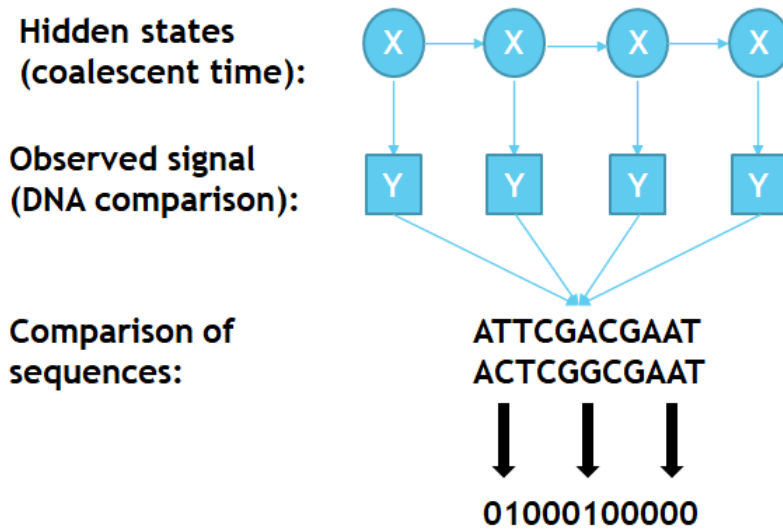 Hidden states
(coalescent time):
X X X X
Observed signal
(DNA comparison):
Y Y Y Y
Comparison of
sequences:
ATTCGACGAAT
ACTCGGCGAAT
01000100000